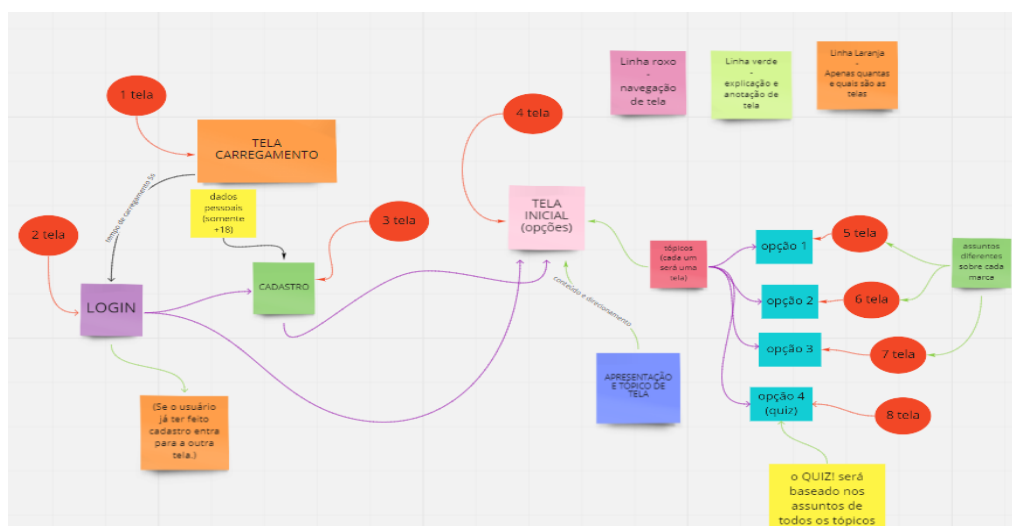 Linha roxo
-
navegação
de tela
Linha verde
-
explicação e
anotação de
tela
Linha Laranja
-
Apenas quantas
e quais são as
telas
1 tela
4 tela
TELA
CARREGAMENTO
tempo de carregamento 5s
dados
pessoais
(somente
+18)
2 tela
3 tela
TELA
INICIAL
(opções)
LOGIN
CADASTRO
tópicos
(cada um
será uma
tela)
opção 1
5 tela
assuntos
diferentes
sobre cada
marca
opção 2
6 tela
conteúdo e direcionamento
opção 3
7 tela
APRESENTAÇÃO
E TÓPICO DE
TELA
opção 4
(quiz)
8 tela
(Se o usuário
já ter feito
cadastro entra
para a outra
tela.)
o QUIZ! será
baseado nos
assuntos de
todos os tópicos